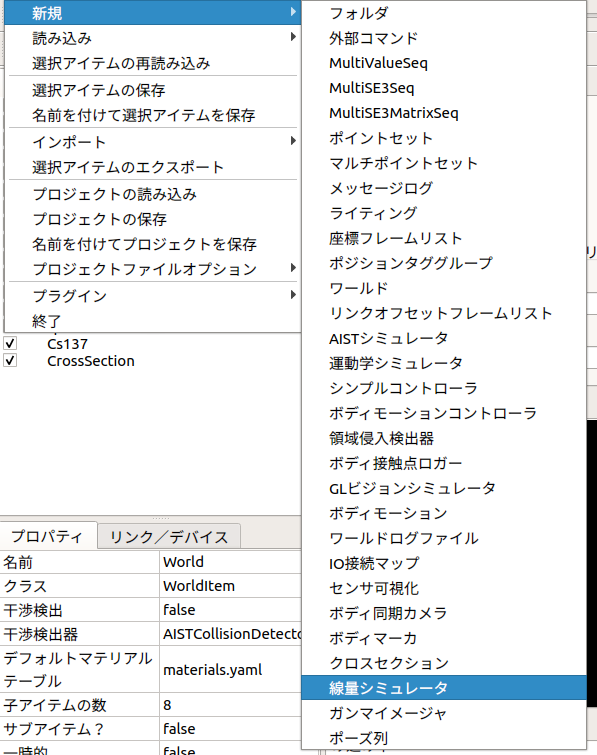 新規
読み込み
選択アイテムの再読み込み
選択アイテムの保存
名前を付けて選択アイテムを保存
インポート
選択アイテムのエクスポート
プロジェクトの読み込み
プロジェクトの保存
名前を付けてプロジェクトを保存
プロジェクトファイルオプション
プラグイン
終了
フォルダ
外部コマンド
MultiValueSeq
MultiSE3Seq
MultiSE3MatrixSeq
ポイントセット
マルチポイントセット
メッセージログ
ライティング
座標フレームリスト
ポジションタググループ
ワールド
リンクオフセットフレームリスト
AISTシミュレータ
運動学シミュレータ
シンプルコントローラ
ボディモーションコントローラ
領域侵入検出器
ボディ接触点ロガー
GLビジョンシミュレータ
ボディモーション
ワールドログファイル
IO接続マップ
センサ可視化
ボディ同期カメラ
ボディマーカ
クロスセクション
線量シミュレータ
ガンマイメージャ
ポーズ列
Cs137
CrossSection
プロパティ
リンク／デバイス
名前 World
クラス WorldItem
干渉検出 false
干渉検出器 AISTCollisionDetecto
デフォルトマテリアル
テーブル materials.yaml
子アイテムの数 8
サブアイテム？ false
一時的 false